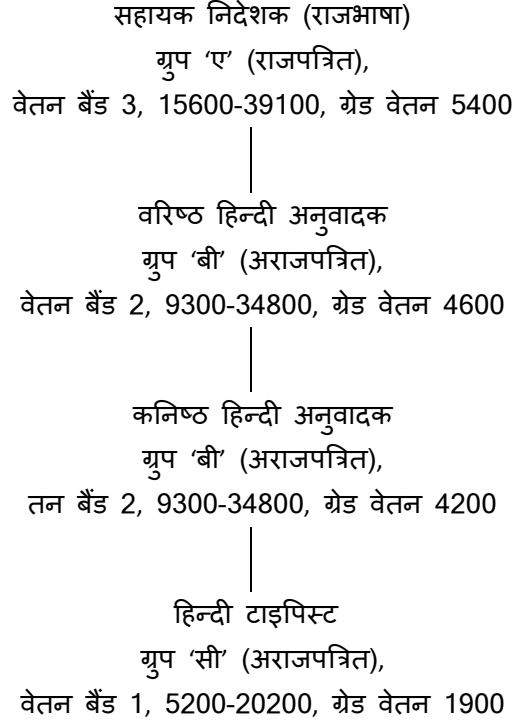 सहायक निदेशक (राजभाषा)
ग्रुप ‘ए’ (राजपत्रित),
वेतन बैंड 3, 15600-39100, ग्रेड वेतन 5400
वरिष्ठ हिन्दी अनुवादक
ग्रुप ‘बी’ (अराजपत्रित),
वेतन बैंड 2, 9300-34800, ग्रेड वेतन 4600
कनिष्ठ हिन्दी अनुवादक
ग्रुप ‘बी’ (अराजपत्रित),
तन बैंड 2, 9300-34800, ग्रेड वेतन 4200
हिन्दी टाइपिस्ट
ग्रुप ‘सी’ (अराजपत्रित),
वेतन बैंड 1, 5200-20200, ग्रेड वेतन 1900